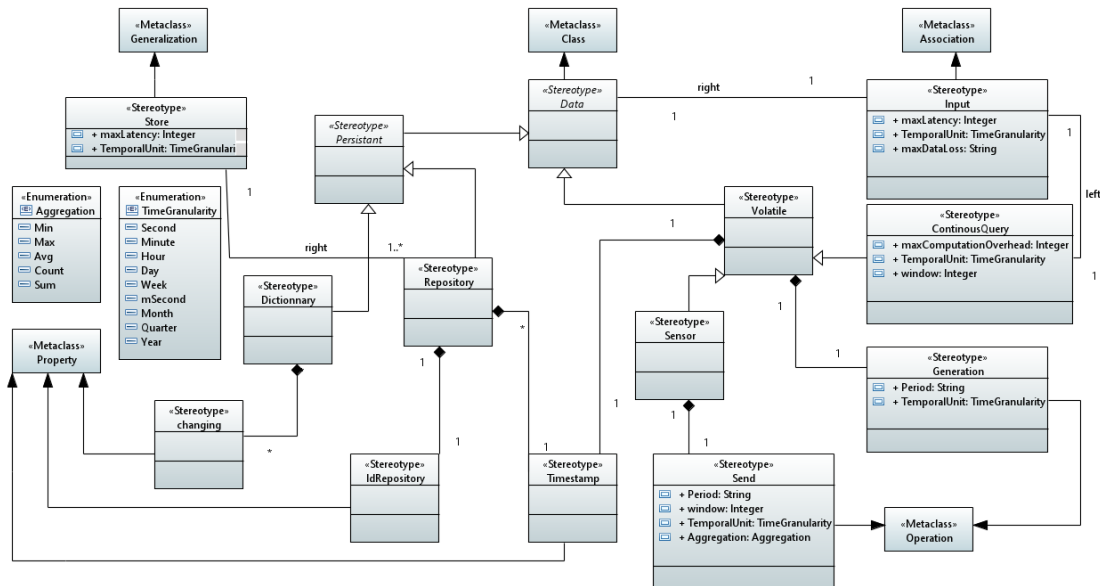 «Metaclass»
Generalization
«Metaclass»
Class
«Metaclass»
Association
«Stereotype»
Store
+ maxLatency: Integer
+ TemporalUnit: TimeGranulari
«Stereotype»
Persistant
«Stereotype»
Data
right
1
1
«Stereotype»
Input
+ maxLatency: Integer
+ TemporalUnit: TimeGranularity
+ maxDataLoss: String
1
left
1
«Enumeration»
Aggregation
Min
Max
Avg
Count
Sum
«Enumeration»
TimeGranularity
Second
Minute
Hour
Day
Week
mSecond
Month
Quarter
Year
1
right
1..*
«Stereotype»
Volatile
1
1
«Stereotype»
ContinousQuery
+ maxComputationOverhead: Integer
+ TemporalUnit: TimeGranularity
+ window: Integer
«Stereotype»
Dictionnary
«Stereotype»
Repository
*
1
«Stereotype»
Sensor
1
«Metaclass»
Property
«Stereotype»
Generation
+ Period: String
+ TemporalUnit: TimeGranularity
1
«Stereotype»
changing
*
1
1
1
1
«Stereotype»
IdRepository
«Stereotype»
Timestamp
«Stereotype»
Send
+ Period: String
+ window: Integer
+ TemporalUnit: TimeGranularity
+ Aggregation: Aggregation
«Metaclass»
Operation